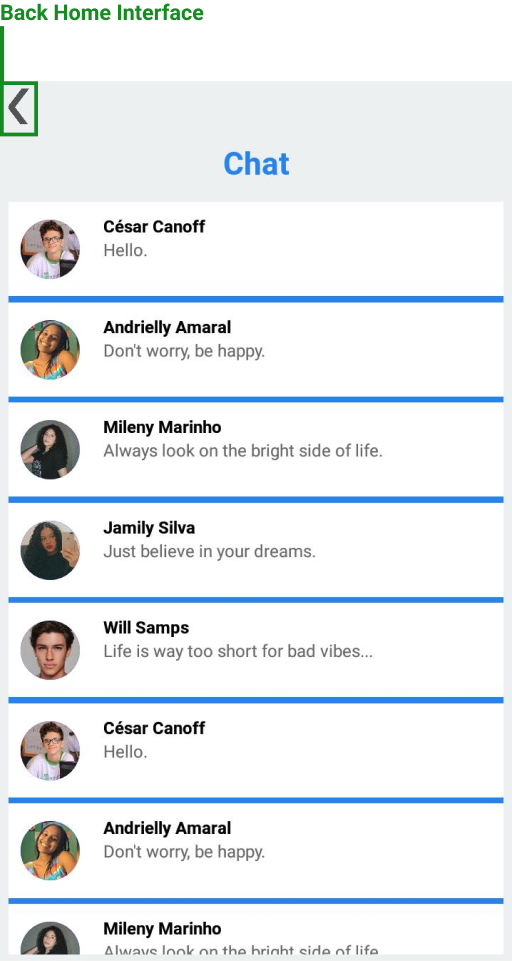 Back Home Interface
Chat
César Canoff
Hello.
Andrielly Amaral
Don't worry, be happy.
Mileny Marinho
Always look on the bright side of life.
Jamily Silva
Just believe in your dreams.
Will Samps
Life is way too short for bad vibes...
César Canoff
Hello.
Andrielly Amaral
Don't worry, be happy.
Mileny Marinho
Always look on the bright side of life